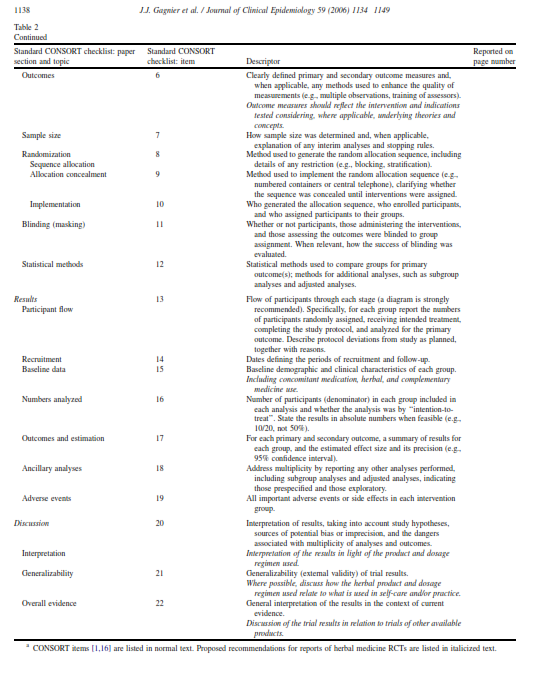 1138
J.J. Gagnier et al. / Journal of Clinical Epidemiology 59 (2006) 1134 1149
Table 2
Continued
Standard CONSORT checklist: paper section and topic
Standard CONSORT checklist: item
Descriptor
Reported on page number
Outcomes 6 Clearly defined primary and secondary outcome measures and,
when applicable, any methods used to enhance the quality of
measurements (e.g., multiple observations, training of assessors).
Outcome measures should reflect the intervention and indications
tested considering, where applicable, underlying theories and
concepts.
Sample size 7 How sample size was determined and, when applicable,
explanation of any interim analyses and stopping rules.
Randomization 8 Method used to generate the random allocation sequence, including
Sequence allocation details of any restriction (e.g., blocking, stratification).
Allocation concealment 9 Method used to implement the random allocation sequence (e.g.,
numbered containers or central telephone), clarifying whether
the sequence was concealed until interventions were assigned.
Implementation 10 Who generated the allocation sequence, who enrolled participants,
and who assigned participants to their groups.
Blinding (masking) 11 Whether or not participants, those administering the interventions,
and those assessing the outcomes were blinded to group
assignment. When relevant, how the success of blinding was
evaluated.
Statistical methods 12 Statistical methods used to compare groups for primary
outcome(s); methods for additional analyses, such as subgroup
analyses and adjusted analyses.
Results 13 Flow of participants through each stage (a diagram is strongly
Participant flow recommended). Specifically, for each group report the numbers
of participants randomly assigned, receiving intended treatment,
completing the study protocol, and analyzed for the primary
outcome. Describe protocol deviations from study as planned,
together with reasons.
Recruitment 14 Dates defining the periods of recruitment and follow-up.
Baseline data 15 Baseline demographic and clinical characteristics of each group.
Including concomitant medication, herbal, and complementary
medicine use.
Numbers analyzed 16 Number of participants (denominator) in each group included in
each analysis and whether the analysis was by "intention-to-
treat". State the results in absolute numbers when feasible (e.g.,
10/20, not 50%).
Outcomes and estimation 17 For each primary and secondary outcome, a summary of results for
each group, and the estimated effect size and its precision (e.g.,
95% confidence interval).
Ancillary analyses 18 Address multiplicity by reporting any other analyses performed,
including subgroup analyses and adjusted analyses, indicating
those prespecified and those exploratory.
Adverse events 19 All important adverse events or side effects in each intervention
group.
Discussion 20 Interpretation of results, taking into account study hypotheses,
sources of potential bias or imprecision, and the dangers
associated with multiplicity of analyses and outcomes.
Interpretation Interpretation of the results in light of the product and dosage
regimen used.
Generalizability 21 Generalizability (external validity) of trial results.
Where possible, discuss how the herbal product and dosage
regimen used relate to what is used in self-care and/or practice.
Overall evidence 22 General interpretation of the results in the context of current
evidence.
Discussion of the trial results in relation to trials of other available
products.
a CONSORT items [1,16] are listed in normal text. Proposed recommendations for reports of herbal medicine RCTs are listed in italicized text.